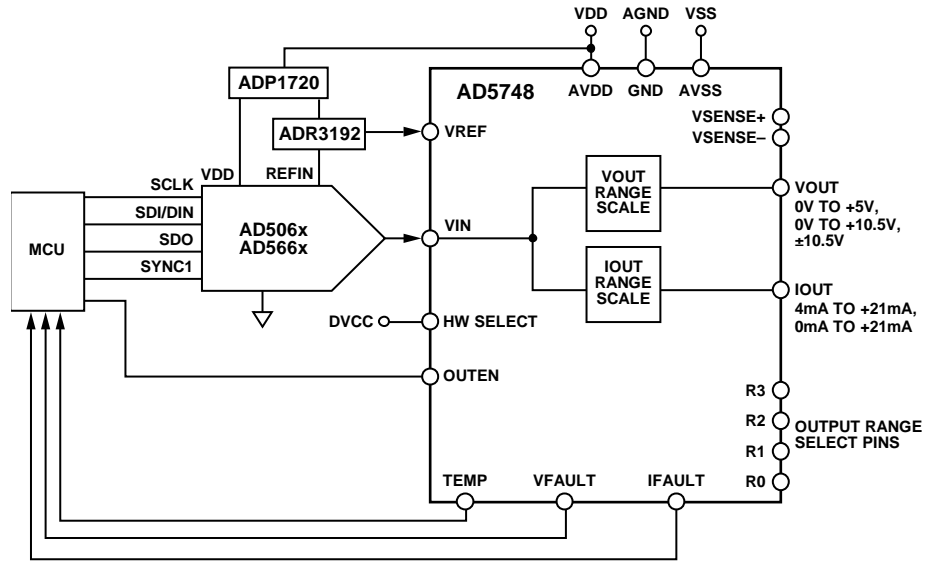 VDD AGND VSS
ADP1720
AD5748
AVDD GND AVSS
VSENSE+
VSENSE–
ADR3192
VREF
VDD REFIN
SCLK
SDI/DIN
SDO
SYNC1
MCU
AD506x
AD566x
VIN
VOUT
RANGE
SCALE
VOUT
0V TO +5V,
0V TO +10.5V,
±10.5V
IOUT
RANGE
SCALE
IOUT
4mA TO +21mA,
0mA TO +21mA
DVCC HW SELECT
OUTEN
R3
R2
R1
R0
OUTPUT RANGE
SELECT PINS
TEMP VFAULT IFAULT